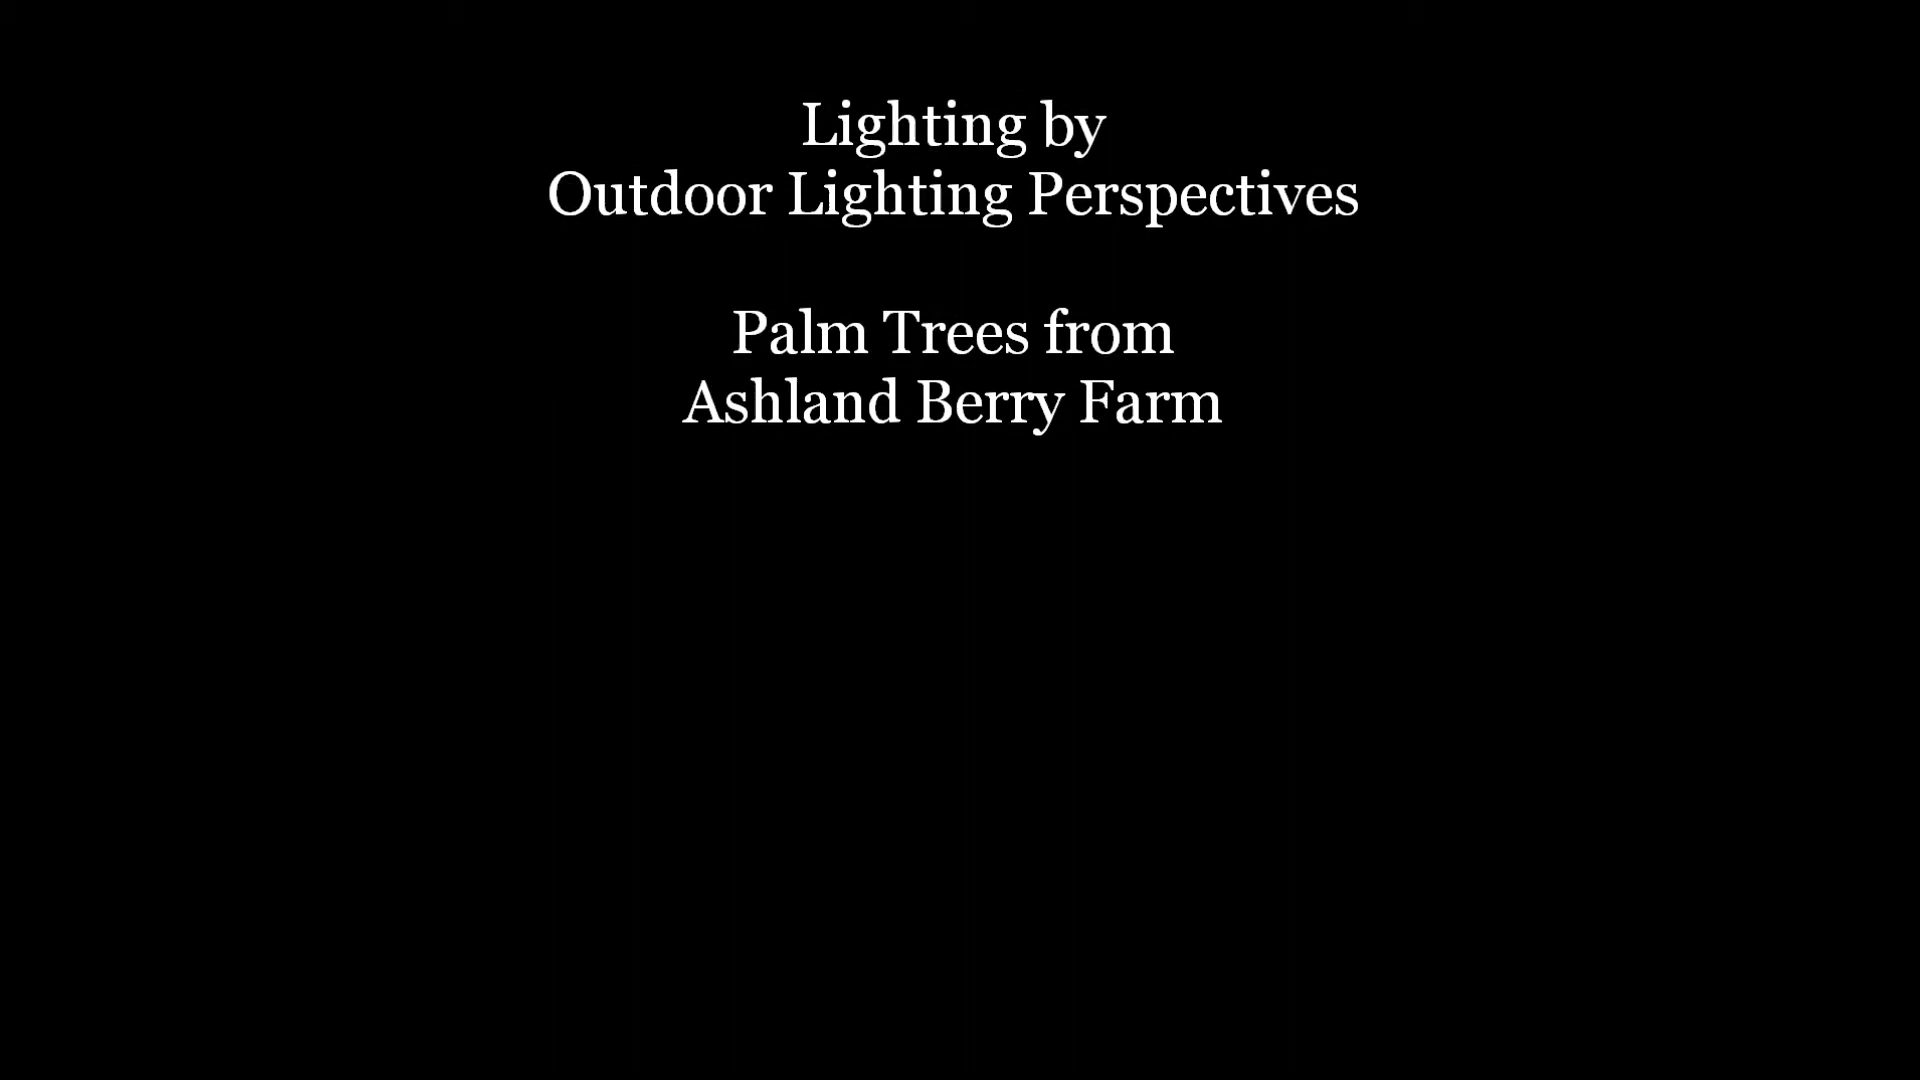 Lighting by
Outdoor Lighting Perspectives
Palm Trees from
Ashland Berry Farm